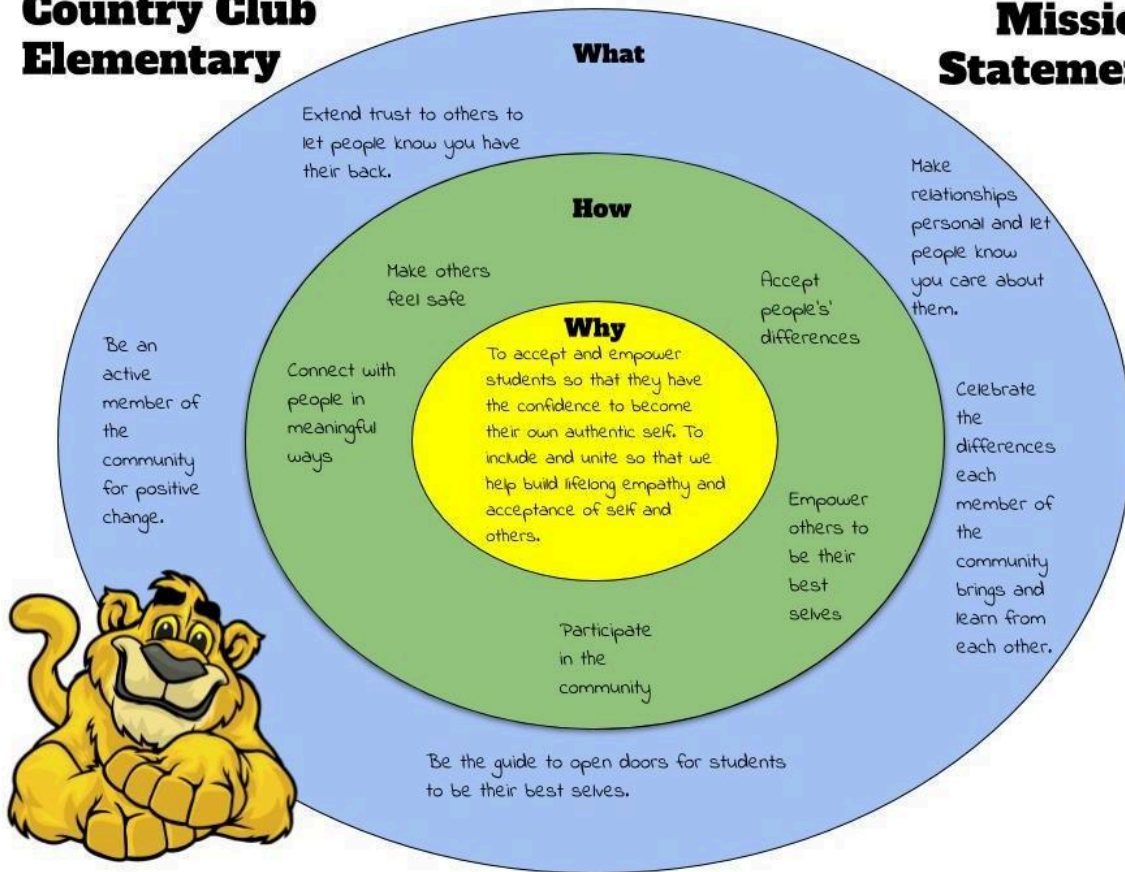 Country Club
Elementary
What
Extend trust to others to
let people know you have
their back.
Make
relationships
personal and let
people know
you care about
them.
How
Make others
feel safe
Accept
people's'
differences
Why
To accept and empower
students so that they have
the confidence to become
their own authentic self. To
include and unite so that we
help build lifelong empathy and
acceptance of self and
others.
Be an
active
member of
the
community
for positive
change.
Connect with
people in
meaningful
ways
Celebrate
the
differences
each
member of
the
community
brings and
learn from
each other.
Empower
others to
be their
best
selves
Participate
in the
community
Be the guide to open doors for students
to be their best selves.